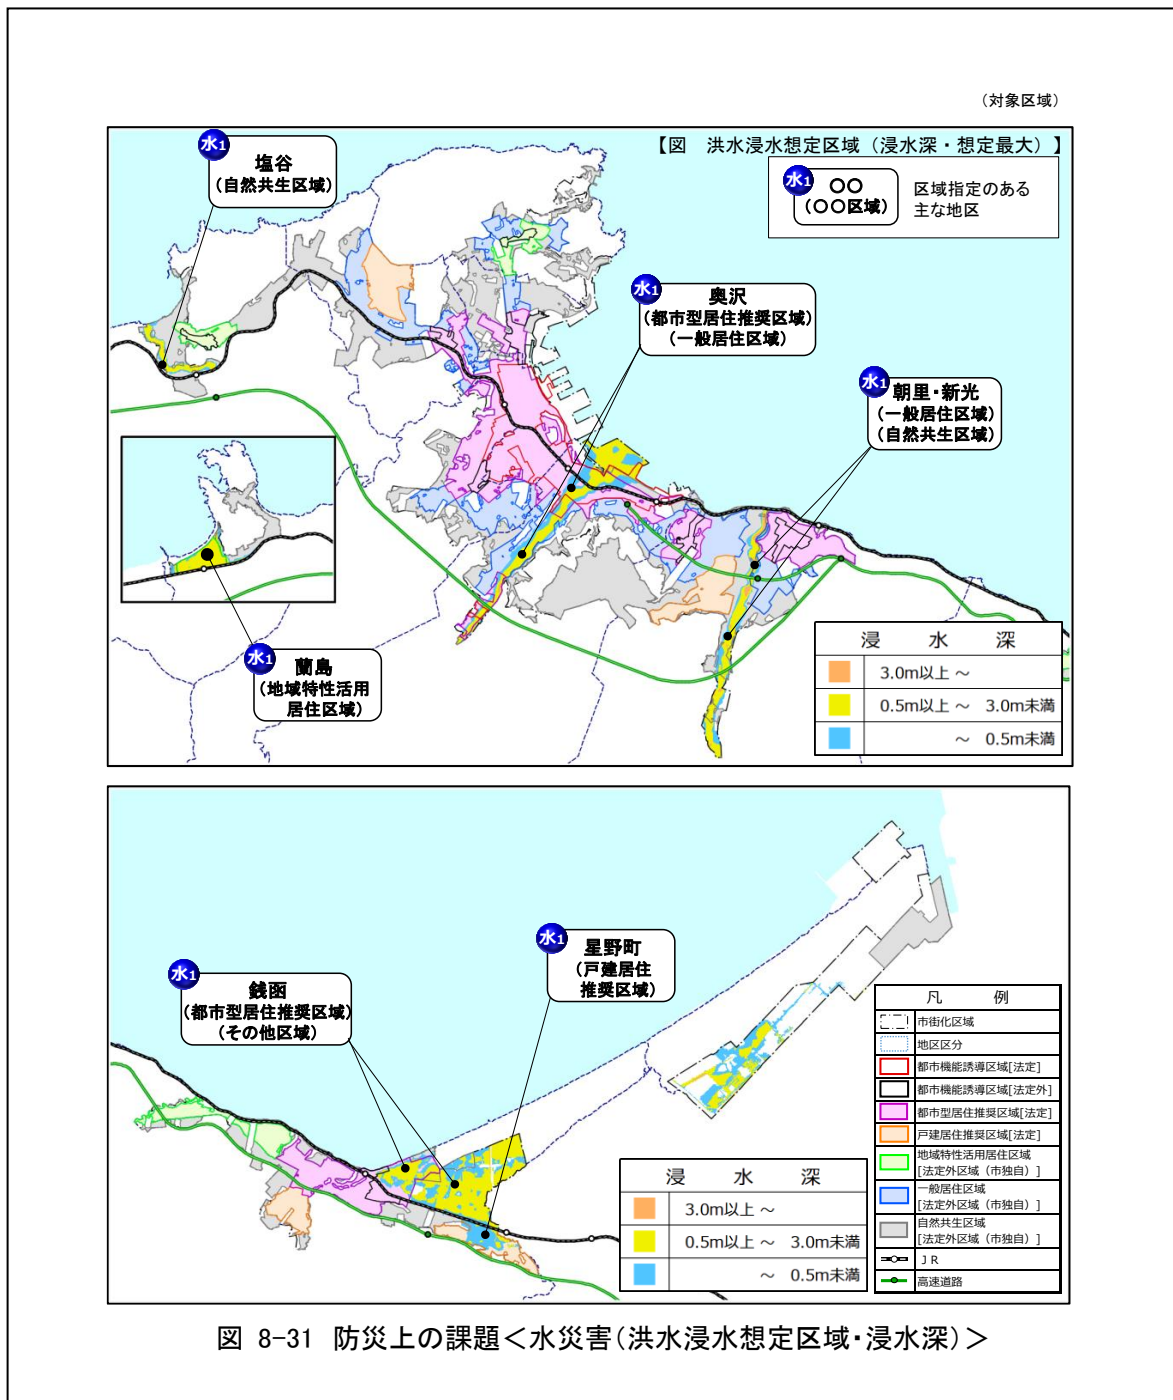 (対象区域)
【図 洪水浸水想定区域(浸水深・想定最大)】
水1
塩谷
(自然共生区域)
水1
○○
(○○区域)
区域指定のある
主な地区
水1
奥沢
(都市型居住推奨区域)
(一般居住区域)
水1
朝里・新光
(一般居住区域)
(自然共生区域)
水1
蘭島
(地域特性活用
居住区域)
浸 水 深
3.0m以上 ~
0.5m以上 ~ 3.0m未満
~ 0.5m未満
水1
星野町
(戸建居住
推奨区域)
水1
銭函
(都市型居住推奨区域)
(その他区域)
凡 例
市街化区域
地区区分
都市機能誘導区域[法定]
都市機能誘導区域[法定外]
都市型居住推奨区域[法定]
戸建居住推奨区域[法定]
地域特性活用居住区域
[法定外区域(市独自)]
一般居住区域
[法定外区域(市独自)]
自然共生区域
[法定外区域(市独自)]
JR
高速道路
浸 水 深
3.0m以上 ~
0.5m以上 ~ 3.0m未満
~ 0.5m未満
図 8-31 防災上の課題<水災害(洪水浸水想定区域・浸水深)>